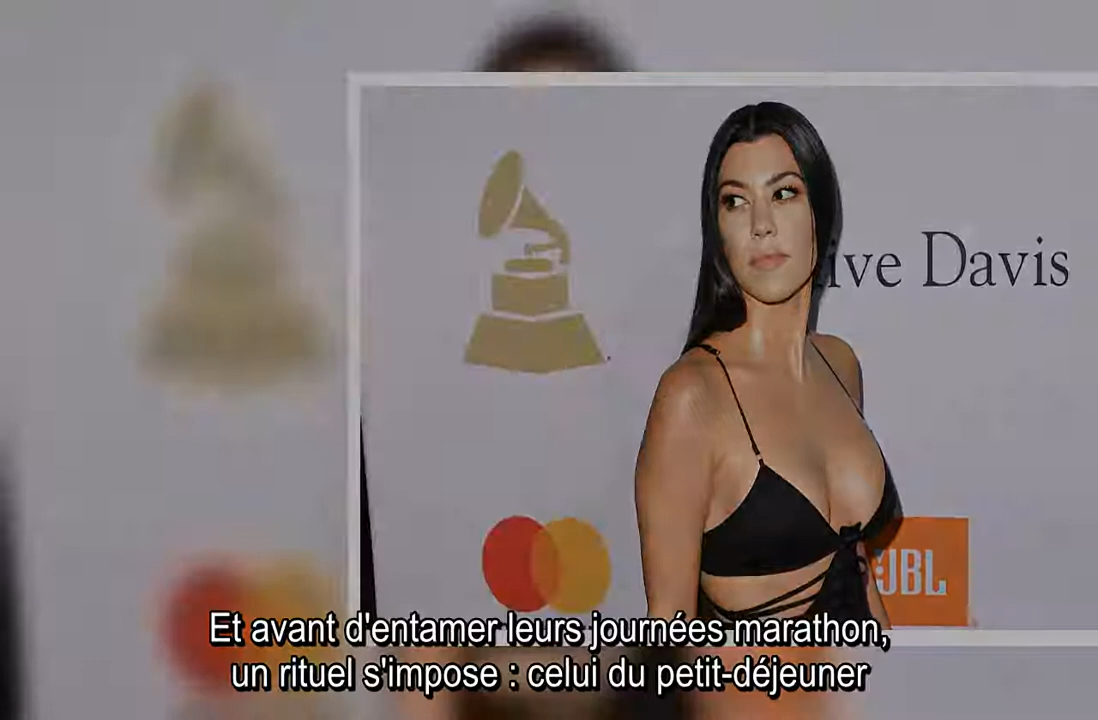 ive Davis
JBL
Et avant d'entamer leurs journées marathon,
un rituel s'impose : celui du petit-déjeuner